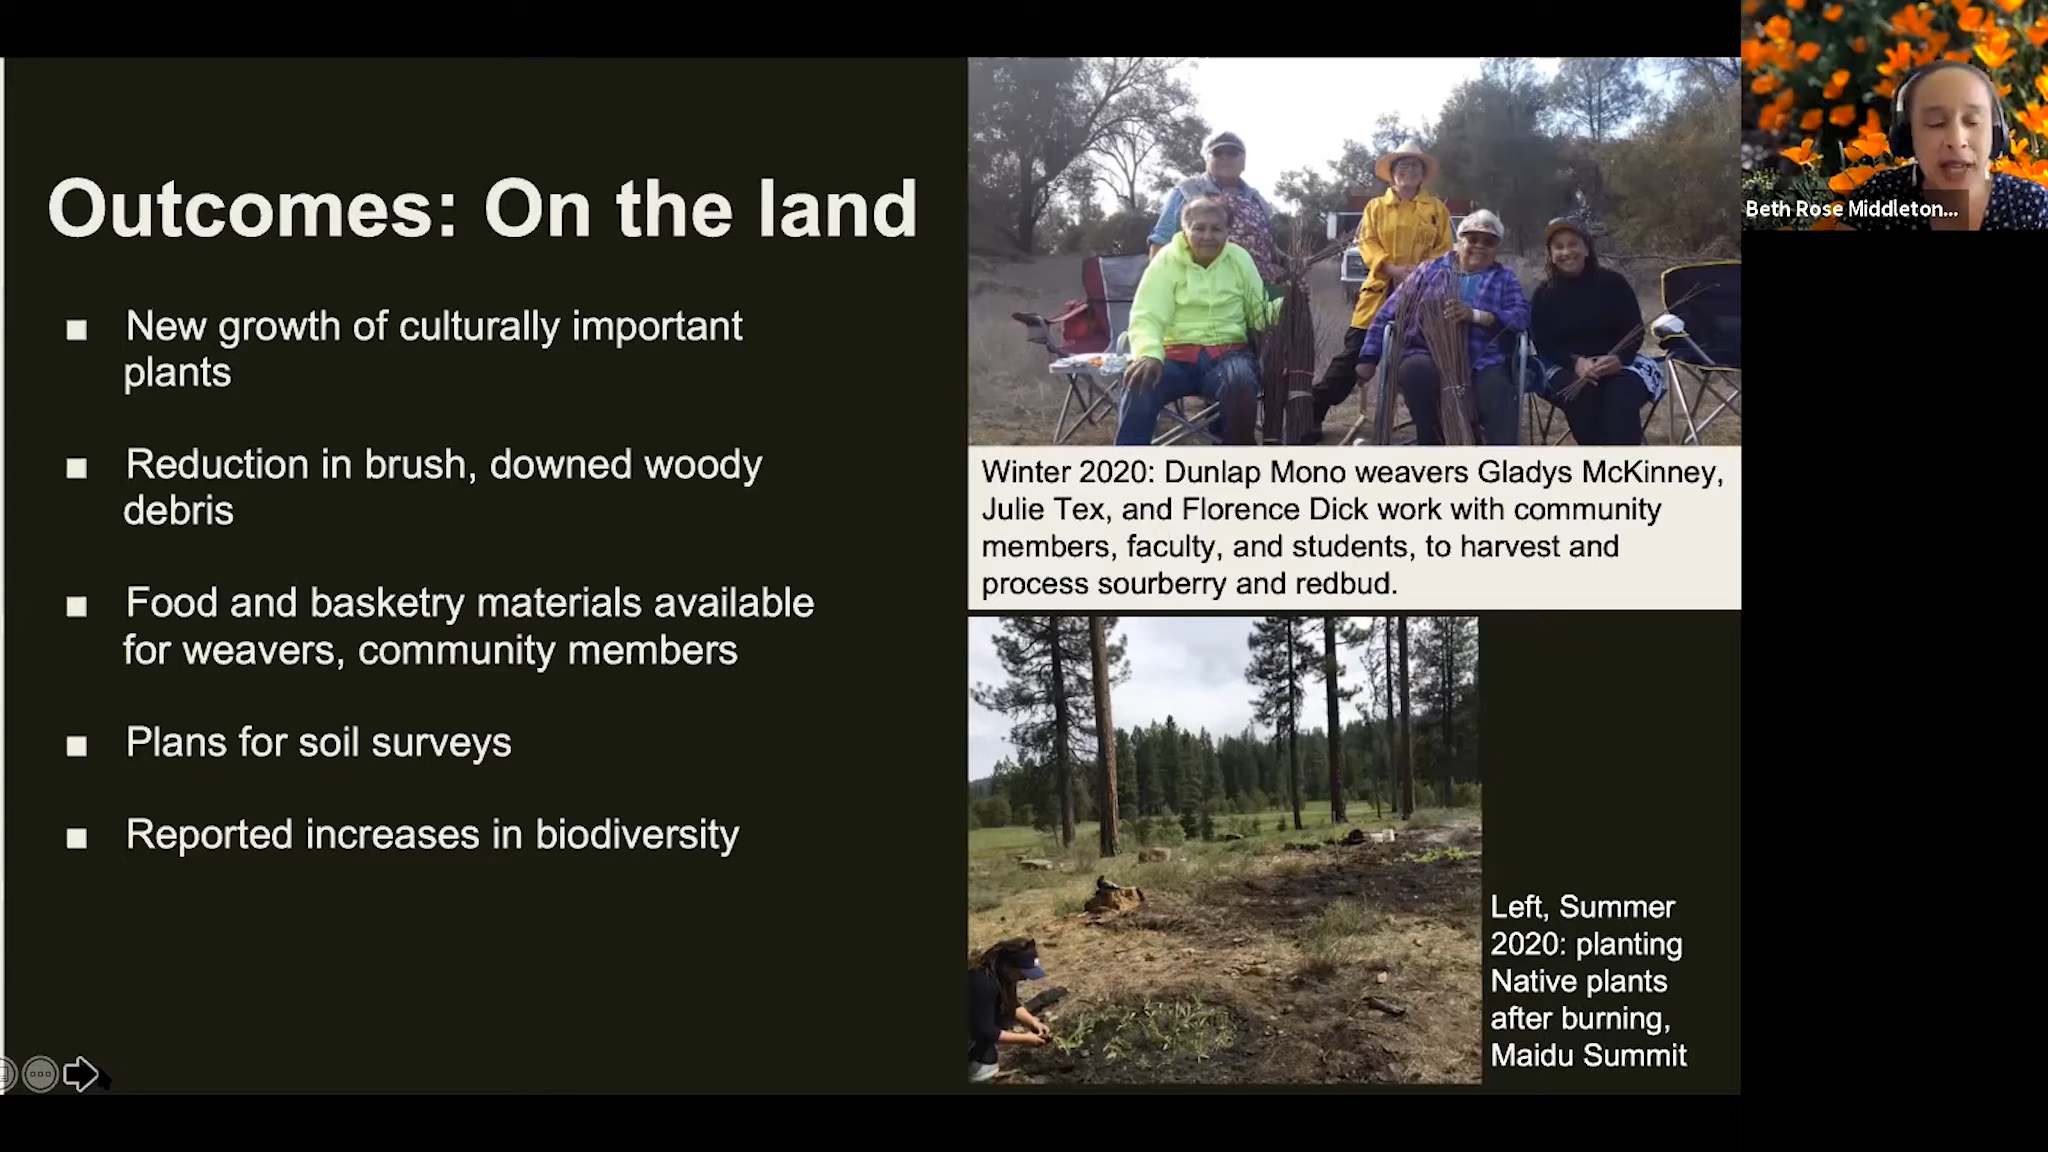 Outcomes: On the land
New growth of culturally important
plants
Reduction in brush, downed woody
debris
Food and basketry materials available
for weavers, community members
Plans for soil surveys
Reported increases in biodiversity
Winter 2020: Dunlap Mono weavers Gladys McKinney,
Julie Tex, and Florence Dick work with community
members, faculty, and students, to harvest and
process sourberry and redbud.
Left, Summer
2020: planting
Native plants
after burning,
Maidu Summit
Beth Rose Middleton...